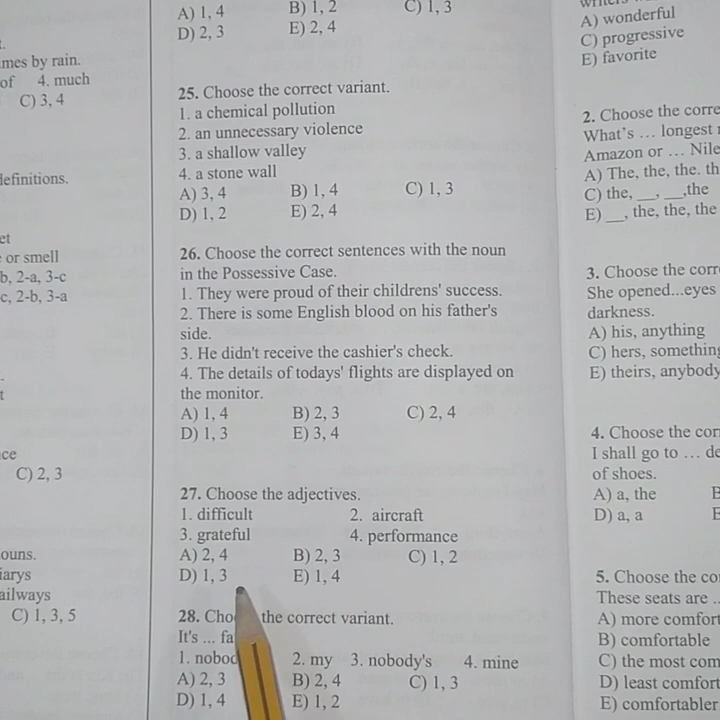 mes by rain.
of 4. much
C) 3, 4
definitions.
et
or smell
b, 2-a, 3-c
c, 2-b, 3-a
C) 2, 3
C) 1, 3, 5
A) 1, 4 B) 1, 2 C) 1, 3
D) 2, 3 E) 2, 4
25. Choose the correct variant.
1. a chemical pollution
2. an unnecessary violence
3. a shallow valley
4. a stone wall
A) 3, 4 B) 1, 4 C) 1, 3
D) 1, 2 E) 2, 4
26. Choose the correct sentences with the noun
in the Possessive Case.
1. They were proud of their childrens' success.
2. There is some English blood on his father's
side.
3. He didn't receive the cashier's check.
4. The details of todays' flights are displayed on
the monitor.
A) 1, 4 B) 2, 3 C) 2, 4
D) 1, 3 E) 3, 4
27. Choose the adjectives.
1. difficult 2. aircraft
3. grateful 4. performance
A) 2, 4 B) 2, 3 C) 1, 2
D) 1, 3 E) 1, 4
28. Cho the correct variant.
It's ... fa
1. nobod 2. my 3. nobody's 4. mine
A) 2, 3 B) 2, 4 C) 1, 3
D) 1, 4 E) 1, 2
A) wonderful
C) progressive
E) favorite
2. Choose the corre
What's ... longest
Amazon or ... Nile
A) The, the, the. th
C) the, __, __,the
E) __, the, the, the
3. Choose the corr
She opened...eyes
darkness.
A) his, anything
C) hers, something
E) theirs, anybody
4. Choose the cor
I shall go to ... de
of shoes.
A) a, the B
D) a, a E
5. Choose the co
These seats are ..
A) more comfort
B) comfortable
C) the most com
D) least comfort
E) comfortabler